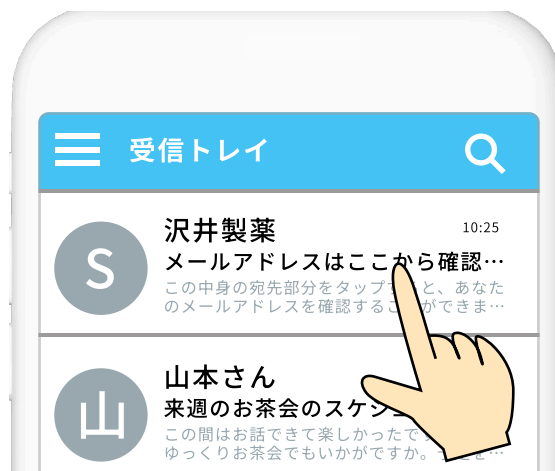 受信トレイ
S
沢井製薬
10:25
メールアドレスはここから確認…
この中身の宛先部分をタップ と、あなた
のメールアドレスを確認するこ ができま…
山
山本さん
来週のお茶会のスケジュ
この間はお話できて楽しかったで
ゆっくりお茶会でもいかがですか。